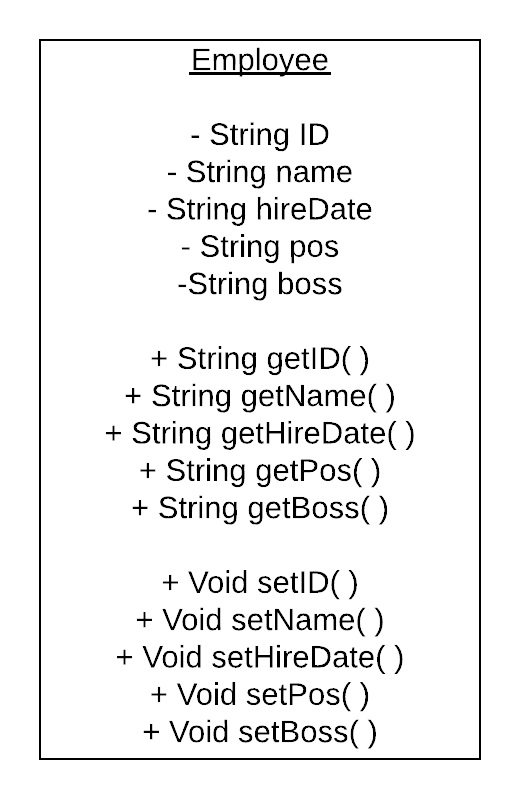 Employee
- String ID
- String name
- String hireDate
- String pos
-String boss
+ String getID( )
+ String getName( )
+ String getHireDate( )
+ String getPos( )
+ String getBoss( )
+ Void setID( )
+ Void setName( )
+ Void setHireDate( )
+ Void setPos( )
+ Void setBoss( )